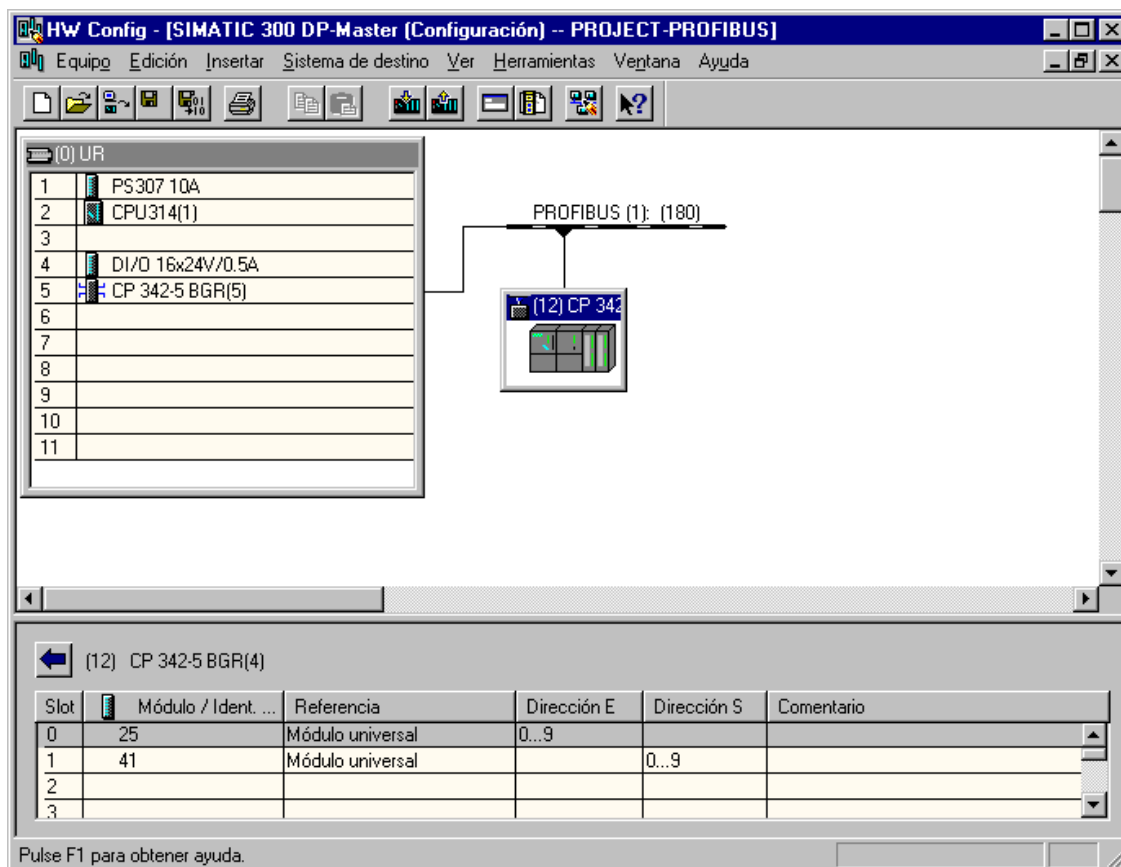 HW Config - [SIMATIC 300 DP-Master (Configuración) -- PROJECT-PROFIBUS]
Equipo Edición Insertar Sistema de destino Ver Herramientas Ventana Ayuda
(0) UR
1 PS307 10A
2 CPU314(1)
3
4 DI/O 16x24V/0.5A
5 CP 342-5 BGR(5)
6
7
8
9
10
11
PROFIBUS (1): (180)
(12) CP 342
(12) CP 342-5 BGR(4)
Slot Módulo / Ident. ... Referencia Dirección E Dirección S Comentario
0 25 Módulo universal 0...9
1 41 Módulo universal 0...9
2
3
Pulse F1 para obtener ayuda.